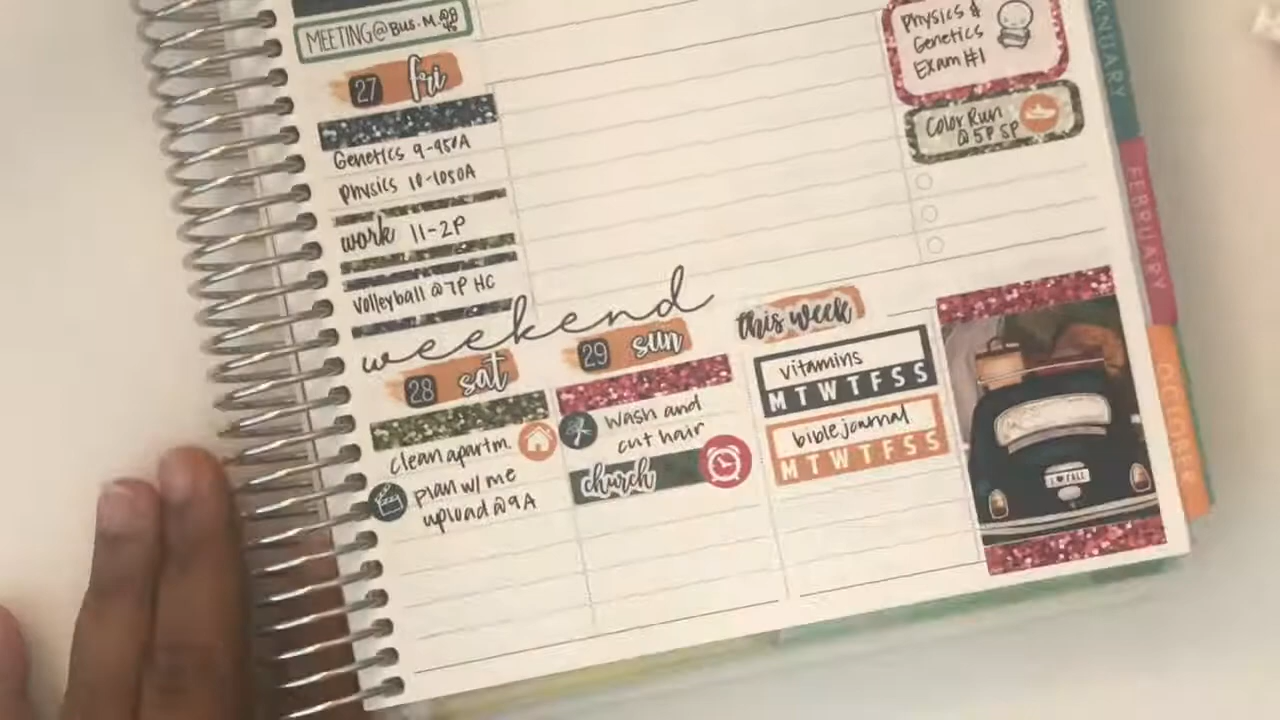 MEETING@BUS.M.
27 fri
Genetics 9-950A
Physics 10-1050A
work 11-2P
Volleyball @ 7P HC
weekend
28 sat
clean apartm.
plan w/ me
upload @ 9A
29 sun
wash and
cut hair
church
this week
vitamins
M T W T F S S
bible journal
M T W T F S S
Physics &
Genetics
Exam #1
Color Run
@ 5P SP
I ♥ FALL
FEBRUARY
OCTOBER